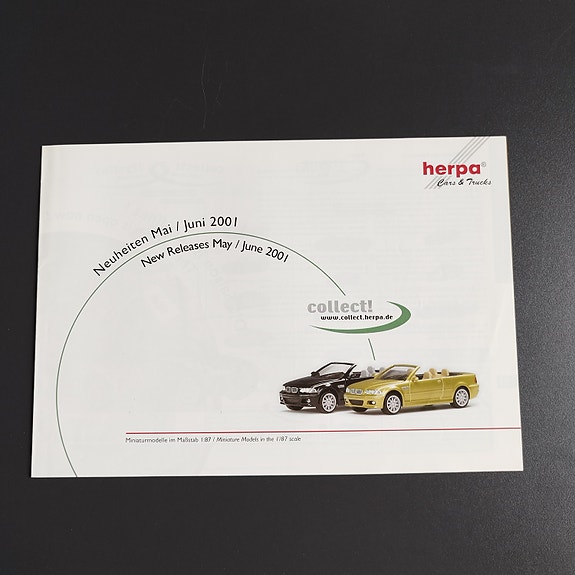 herpa®
Cars & Trucks
Neuheiten Mai / Juni 2001
New Releases May / June 2001
collect!
www.collect.herpa.de
Miniaturmodelle im Maßstab 1:87 / Miniature Models in the 1/87 scale